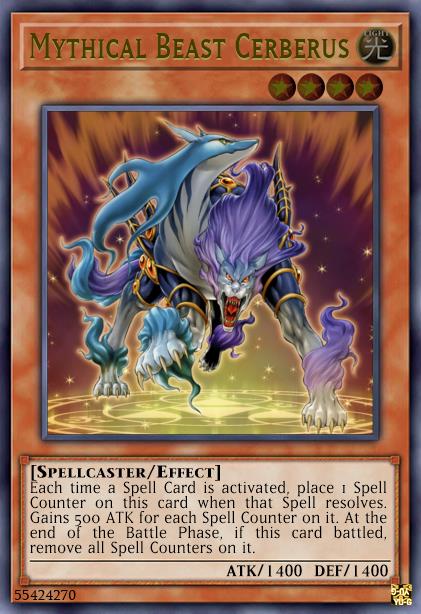 MYTHICAL BEAST CERBERUS
LIGHT
光
[SPELLCASTER/EFFECT]
Each time a Spell Card is activated, place 1 Spell
Counter on this card when that Spell resolves.
Gains 500 ATK for each Spell Counter on it. At the
end of the Battle Phase, if this card battled,
remove all Spell Counters on it.
ATK/1400 DEF/1400
55424270